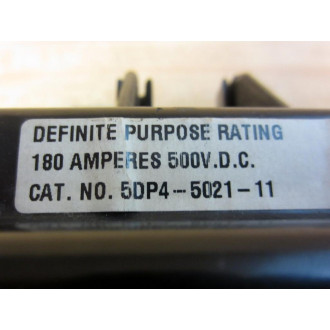 DEFINITE PURPOSE RATING
180 AMPERES 500V.D.C.
CAT. NO. 5DP4-5021-11